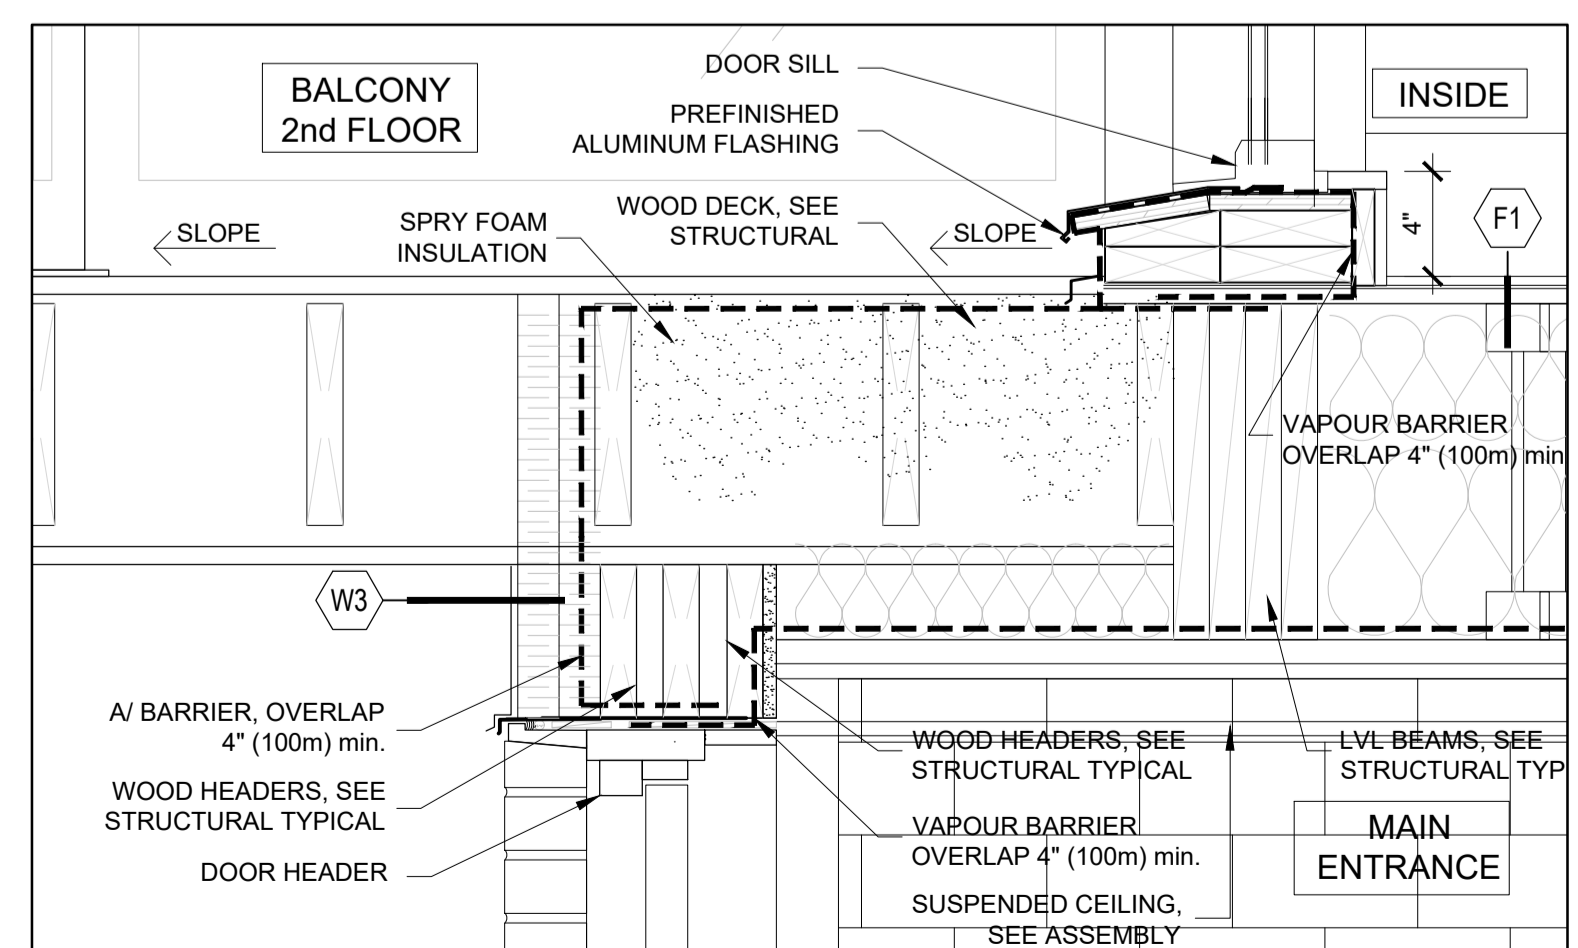 BALCONY
2nd FLOOR
DOOR SILL
PREFINISHED
ALUMINUM FLASHING
INSIDE
SLOPE
SPRY FOAM
INSULATION
WOOD DECK, SEE
STRUCTURAL
SLOPE
4"
F1
VAPOUR BARRIER
OVERLAP 4" (100m) min
W3
A/ BARRIER, OVERLAP
4" (100m) min.
WOOD HEADERS, SEE
STRUCTURAL TYPICAL
DOOR HEADER
WOOD HEADERS, SEE
STRUCTURAL TYPICAL
VAPOUR BARRIER
OVERLAP 4" (100m) min.
SUSPENDED CEILING,
SEE ASSEMBLY
LVL BEAMS, SEE
STRUCTURAL TYP
MAIN
ENTRANCE